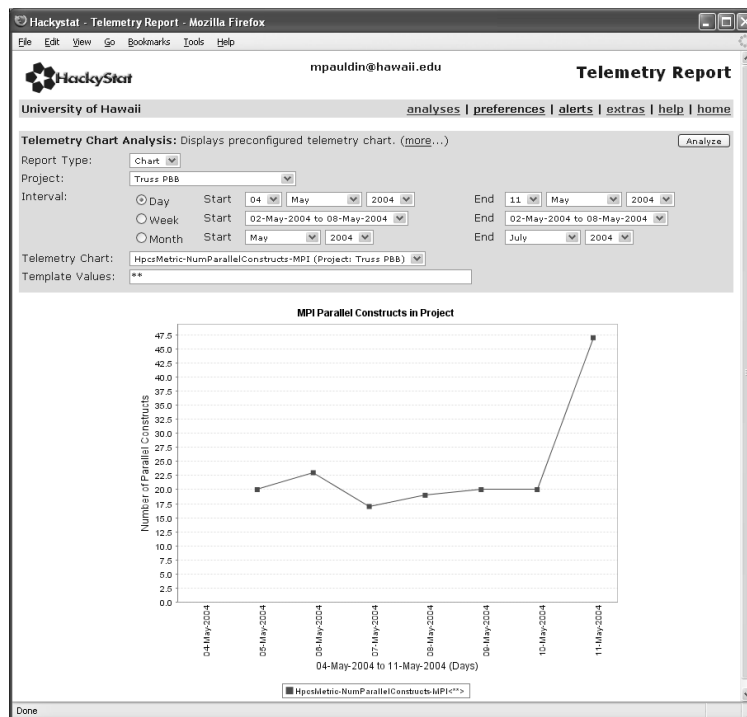 Hackystat - Telemetry Report - Mozilla Firefox
File Edit View Go Bookmarks Tools Help
HackyStat mpauldin@hawaii.edu Telemetry Report
University of Hawaii analyses | preferences | alerts | extras | help | home
Telemetry Chart Analysis: Displays preconfigured telemetry chart. (more...) Analyze
Report Type: Chart
Project: Truss PBB
Interval: Day Start 04 May 2004 End 11 May 2004
Week Start 02-May-2004 to 08-May-2004 End 02-May-2004 to 08-May-2004
Month Start May 2004 End July 2004
Telemetry Chart: HpcsMetric-NumParallelConstructs-MPI (Project: Truss PBB)
Template Values: **
MPI Parallel Constructs in Project
Number of Parallel Constructs
47.5
45.0
42.5
40.0
37.5
35.0
32.5
30.0
27.5
25.0
22.5
20.0
17.5
15.0
12.5
10.0
7.5
5.0
2.5
0.0
04-May-2004
05-May-2004
06-May-2004
07-May-2004
08-May-2004
09-May-2004
10-May-2004
11-May-2004
04-May-2004 to 11-May-2004 (Days)
HpcsMetric-NumParallelConstructs-MPI<**>
Done